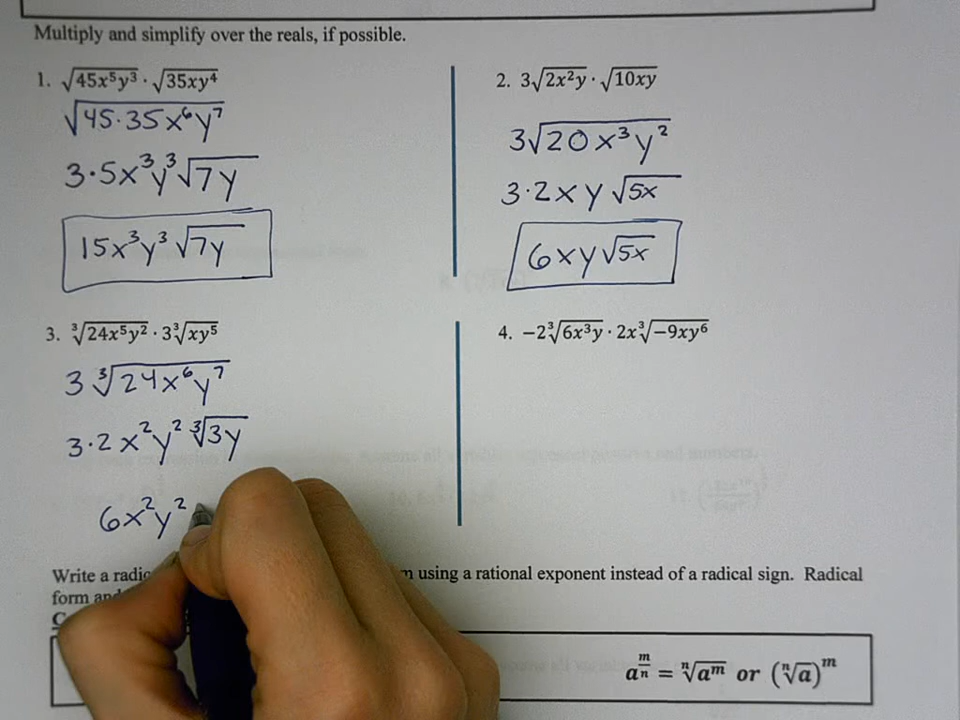 Multiply and simplify over the reals, if possible.
1. √(45x⁵y³) · √(35xy⁴)
√(45·35x⁶y⁷)
3·5x³y³√(7y)
15x³y³√(7y)
2. 3√(2x²y) · √(10xy)
3√(20x³y²)
3·2xy√(5x)
6xy√(5x)
3. ∛(24x⁵y²) · 3∛(xy⁵)
3∛(24x⁶y⁷)
3·2x²y²∛(3y)
6x²y²
4. −2∛(6x³y) · 2x∛(−9xy⁶)
Write a using a rational exponent instead of a radical sign. Radical
form
a^(m/n) = ⁿ√(aᵐ) or (ⁿ√a)ᵐ